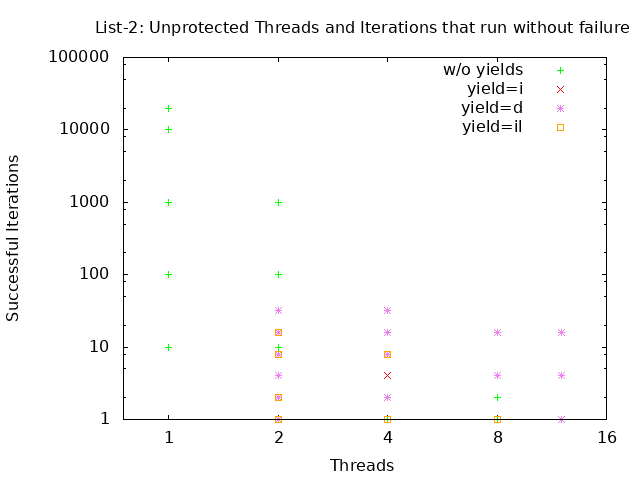 List-2: Unprotected Threads and Iterations that run without failure
100000
10000
1000
100
10
1
Successful Iterations
w/o yields
yield=i
yield=d
yield=il
1 2 4 8 16
Threads